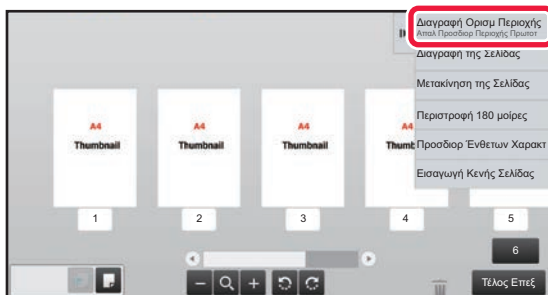 Διαγραφή Ορισμ Περιοχής
Απαλ Προσδιορ Περιοχής Πρωτοτ
Διαγραφή της Σελίδας
Μετακίνηση της Σελίδας
Περιστροφή 180 μοίρες
Προσδιορ Ένθετων Χαρακτ
Εισαγωγή Κενής Σελίδας
A4
Thumbnail
A4
Thumbnail
A4
Thumbnail
A4
Thumb
1
2
3
4
5
6
Τέλος Επεξ